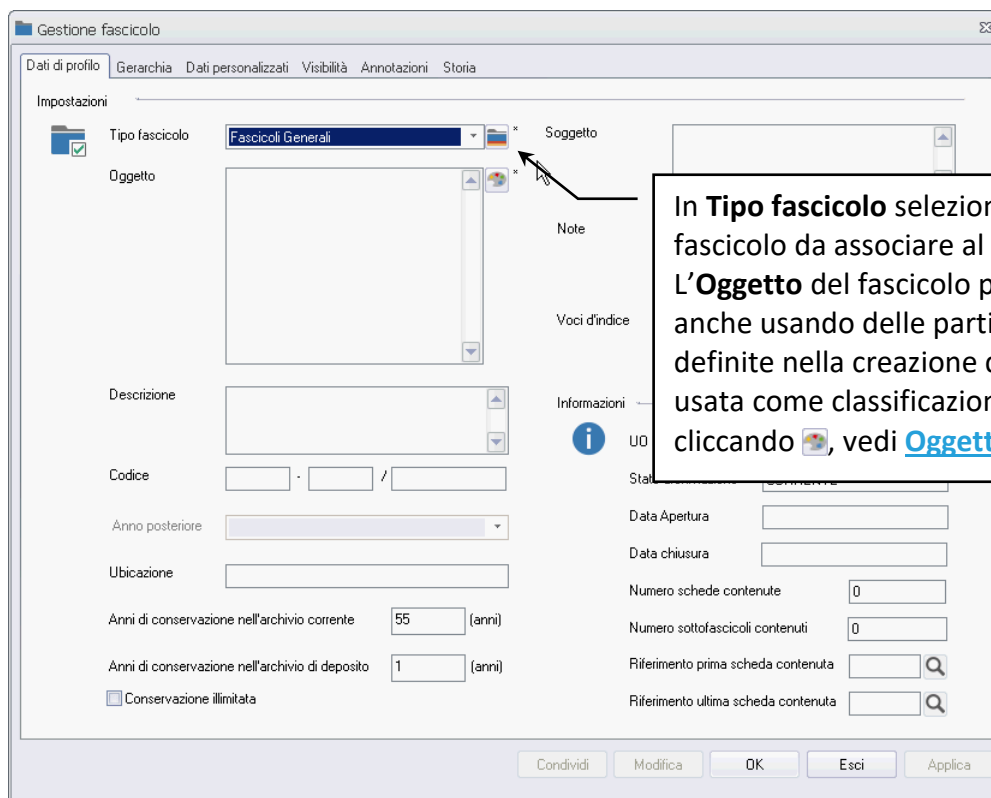 Gestione fascicolo
Dati di profilo Gerarchia Dati personalizzati Visibilità Annotazioni Storia
Impostazioni
Tipo fascicolo Fascicoli Generali *
Oggetto *
Descrizione
Codice - /
Anno posteriore
Ubicazione
Anni di conservazione nell'archivio corrente 55 (anni)
Anni di conservazione nell'archivio di deposito 1 (anni)
Conservazione illimitata
Soggetto
Note
Voci d'indice
In Tipo fascicolo selezion
fascicolo da associare al
L'Oggetto del fascicolo p
anche usando delle parti
definite nella creazione
usata come classificazion
cliccando , vedi Oggett
Informazioni
UO
Data Apertura
Data chiusura
Numero schede contenute 0
Numero sottofascicoli contenuti 0
Riferimento prima scheda contenuta
Riferimento ultima scheda contenuta
Condividi Modifica OK Esci Applica